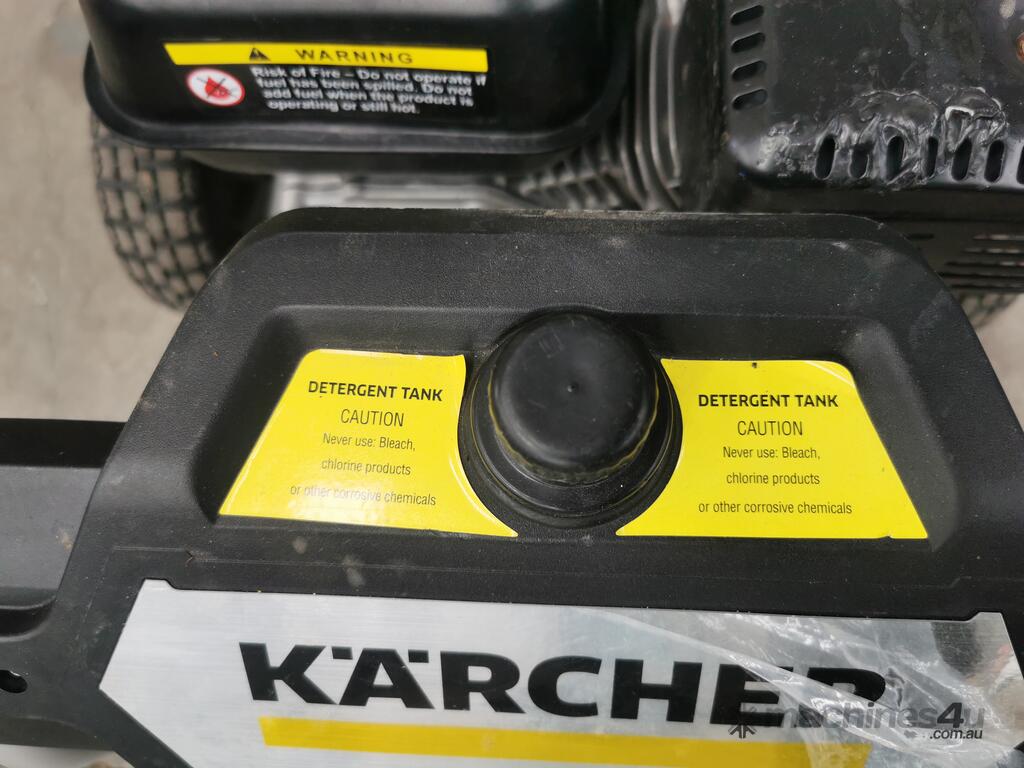 WARNING
Risk of Fire – Do not operate if
fuel has been spilled. Do not
add fuel when the product is
operating or still hot.
DETERGENT TANK
CAUTION
Never use: Bleach,
chlorine products
or other corrosive chemicals
DETERGENT TANK
CAUTION
Never use: Bleach,
chlorine products
or other corrosive chemicals
KÄRCHER
machines4u
.com.au